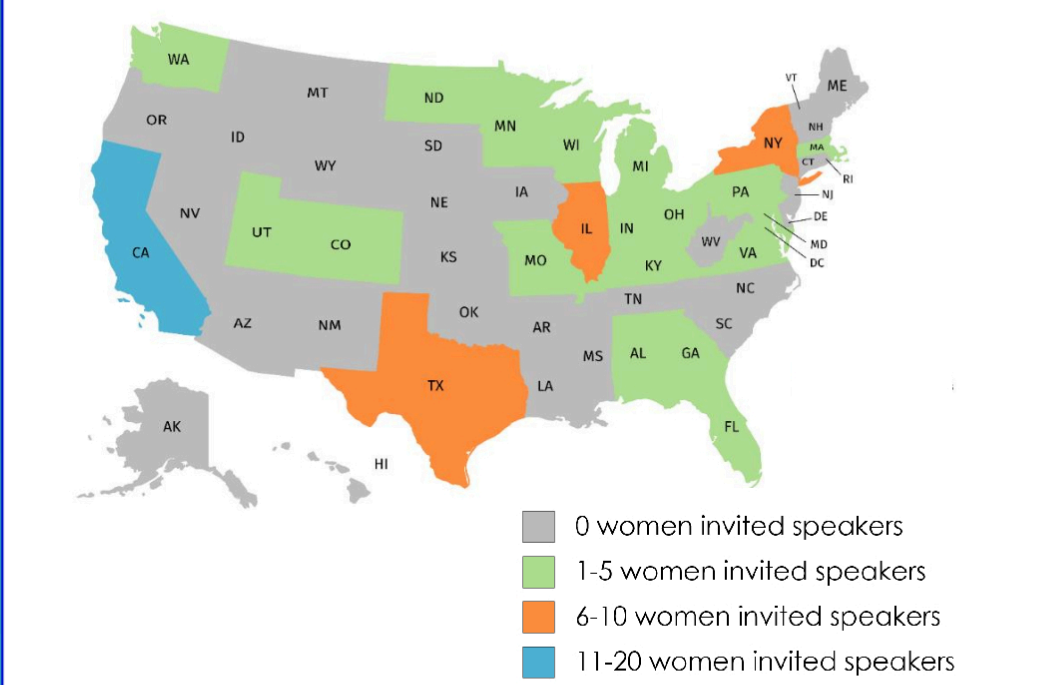 WA
MT
ND
MN
VT
ME
OR
ID
SD
WI
MI
NY
NH
MA
CT
RI
WY
IA
PA
NJ
NE
NV
UT
CO
IL
IN
OH
DE
WV
VA
MD
DC
CA
KS
MO
KY
NC
TN
AZ
NM
OK
AR
SC
MS
AL
GA
TX
LA
AK
FL
HI
0 women invited speakers
1-5 women invited speakers
6-10 women invited speakers
11-20 women invited speakers